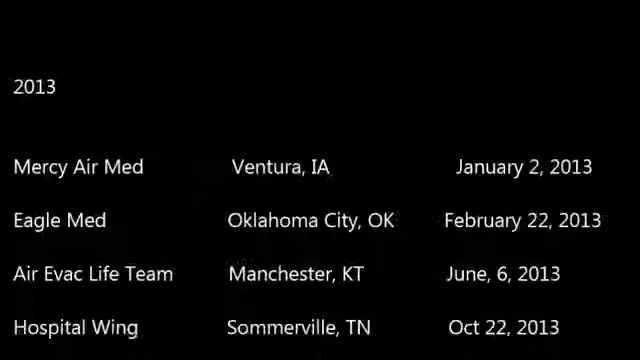 2013
Mercy Air Med Ventura, IA January 2, 2013
Eagle Med Oklahoma City, OK February 22, 2013
Air Evac Life Team Manchester, KT June, 6, 2013
Hospital Wing Sommerville, TN Oct 22, 2013